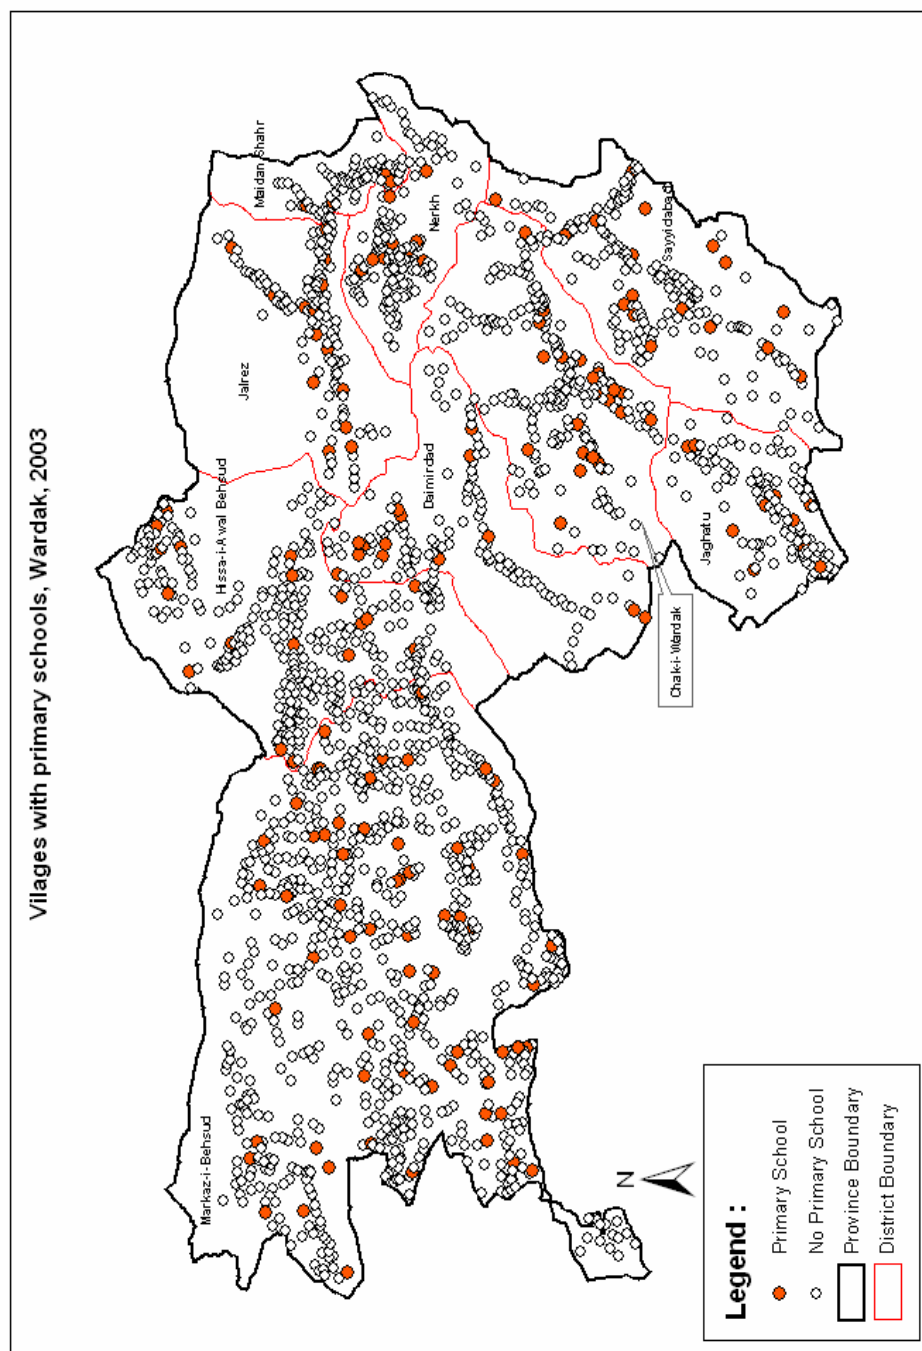 Vilages with primary schools, Wardak, 2003
Markaz-i-Behsud
Hissa-i-Awal Behsud
Jalrez
Maidan Shahr
Nerkh
Daimirdad
Sayyidabad
Jaghatu
Chak-i-Wardak
N
Legend :
Primary School
No Primary School
Province Boundary
District Boundary